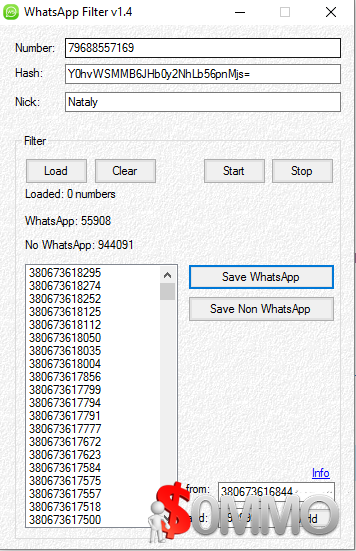 WhatsApp Filter v1.4
Number: 79688557169
Hash: Y0hvWSMMB6JHb0y2NhLb56pnMjs=
Nick: Nataly
Filter
Load Clear Start Stop
Loaded: 0 numbers
WhatsApp: 55908
No WhatsApp: 944091
380673618295
380673618274
380673618252
380673618125
380673618112
380673618050
380673618035
380673618004
380673617856
380673617799
380673617794
380673617791
380673617777
380673617672
380673617623
380673617584
380673617575
380673617557
380673617518
380673617500
Save WhatsApp
Save Non WhatsApp
Info
from: 380673616844
$0MMO